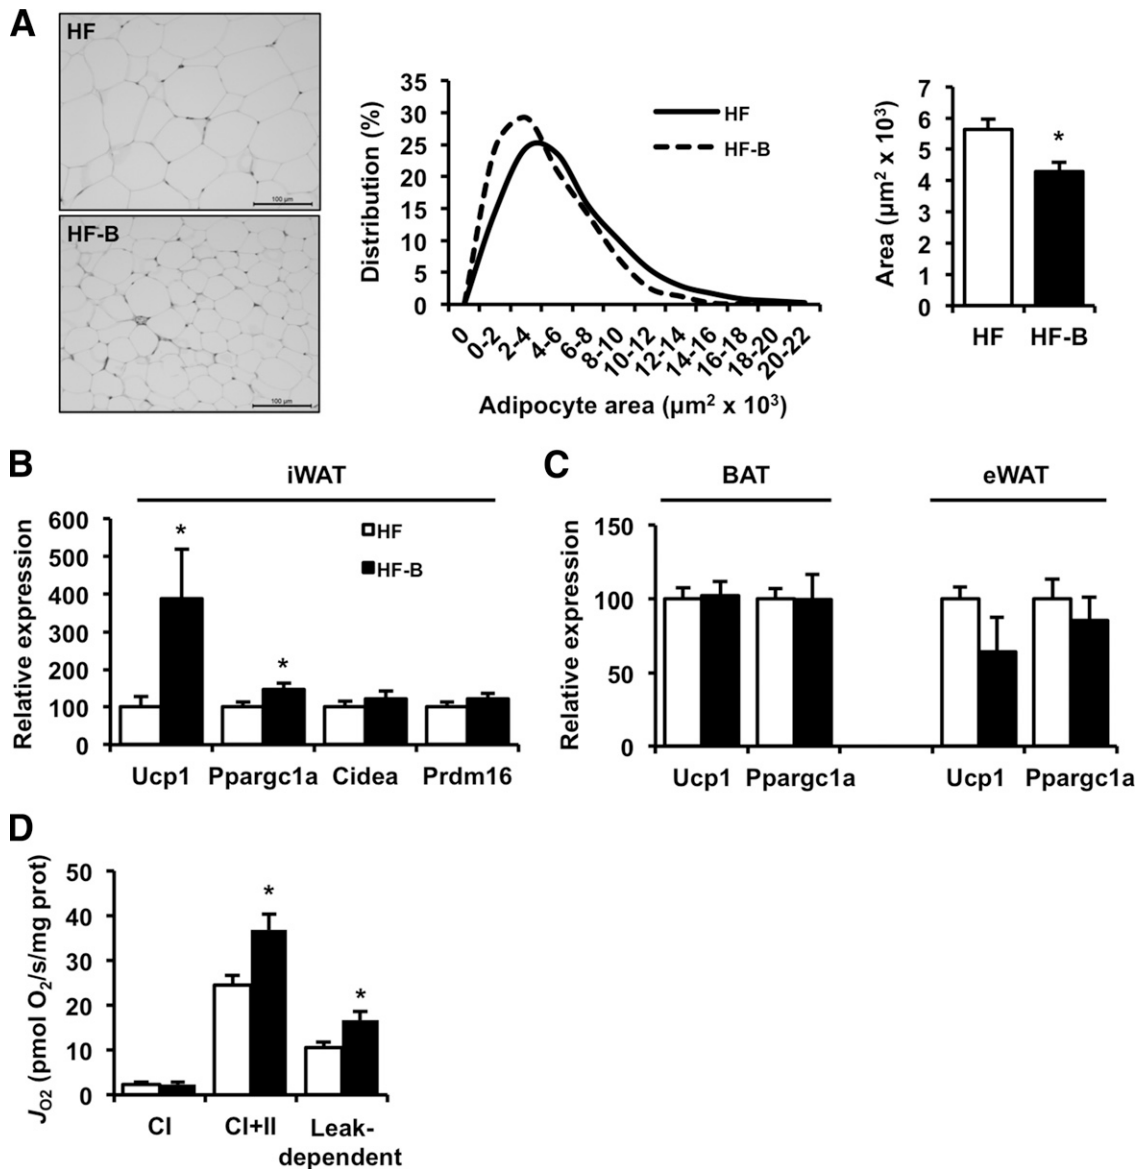 A
HF
100 µm
HF-B
100 µm
Distribution (%)
35
30
25
20
15
10
5
0
HF
HF-B
0
0-2
2-4
4-6
6-8
8-10
10-12
12-14
14-16
16-18
18-20
20-22
Adipocyte area (µm² x 10³)
Area (µm² x 10³)
7
6
5
4
3
2
1
0
*
HF HF-B
B
iWAT
Relative expression
600
500
400
300
200
100
0
*
*
HF
HF-B
Ucp1 Ppargc1a Cidea Prdm16
C
BAT eWAT
Relative expression
150
100
50
0
Ucp1 Ppargc1a Ucp1 Ppargc1a
D
J O2 (pmol O2/s/mg prot)
50
40
30
20
10
0
*
*
CI CI+II Leak-
dependent